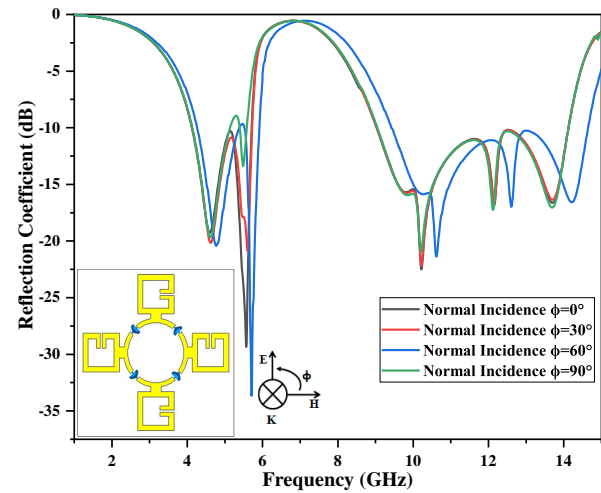 0
-5
-10
-15
-20
-25
-30
-35
Reflection Coefficient (dB)
2 4 6 8 10 12 14
Frequency (GHz)
Normal Incidence ϕ=0°
Normal Incidence ϕ=30°
Normal Incidence ϕ=60°
Normal Incidence ϕ=90°
E
ϕ
H
K